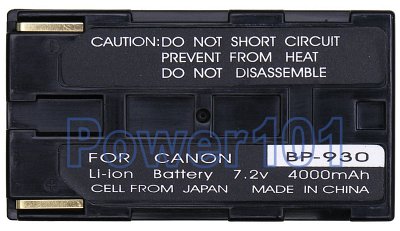 CAUTION: DO NOT SHORT CIRCUIT
PREVENT FROM HEAT
DO NOT DISASSEMBLE
Power101
FOR CANON BP-930
Li-ion Battery 7.2v 4000mAh
CELL FROM JAPAN MADE IN CHINA